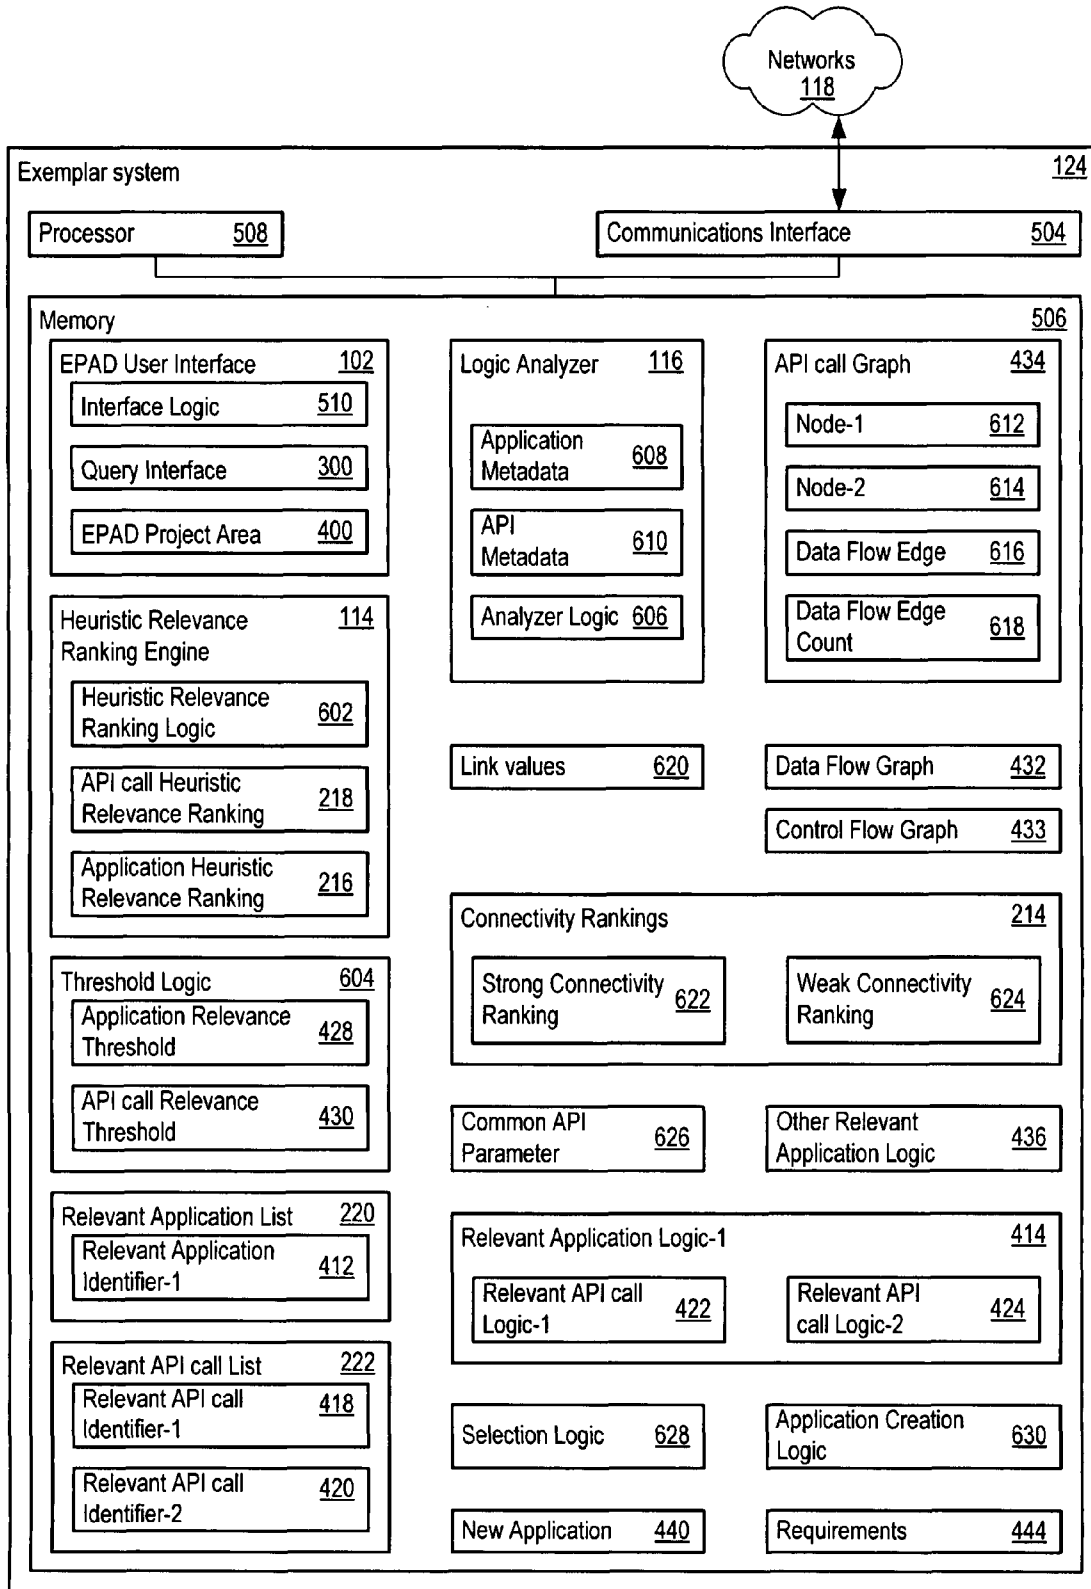 Networks
118
Exemplar system 124
Processor 508
Communications Interface 504
Memory 506
EPAD User Interface 102
Interface Logic 510
Query Interface 300
EPAD Project Area 400
Heuristic Relevance
Ranking Engine 114
Heuristic Relevance
Ranking Logic 602
API call Heuristic
Relevance Ranking 218
Application Heuristic
Relevance Ranking 216
Threshold Logic 604
Application Relevance
Threshold 428
API call Relevance
Threshold 430
Relevant Application List 220
Relevant Application
Identifier-1 412
Relevant API call List 222
Relevant API call
Identifier-1 418
Relevant API call
Identifier-2 420
Logic Analyzer 116
Application
Metadata 608
API
Metadata 610
Analyzer Logic 606
API call Graph 434
Node-1 612
Node-2 614
Data Flow Edge 616
Data Flow Edge
Count 618
Link values 620
Data Flow Graph 432
Control Flow Graph 433
Connectivity Rankings 214
Strong Connectivity
Ranking 622
Weak Connectivity
Ranking 624
Common API
Parameter 626
Other Relevant
Application Logic 436
Relevant Application Logic-1 414
Relevant API call
Logic-1 422
Relevant API
call Logic-2 424
Selection Logic 628
Application Creation
Logic 630
New Application 440
Requirements 444